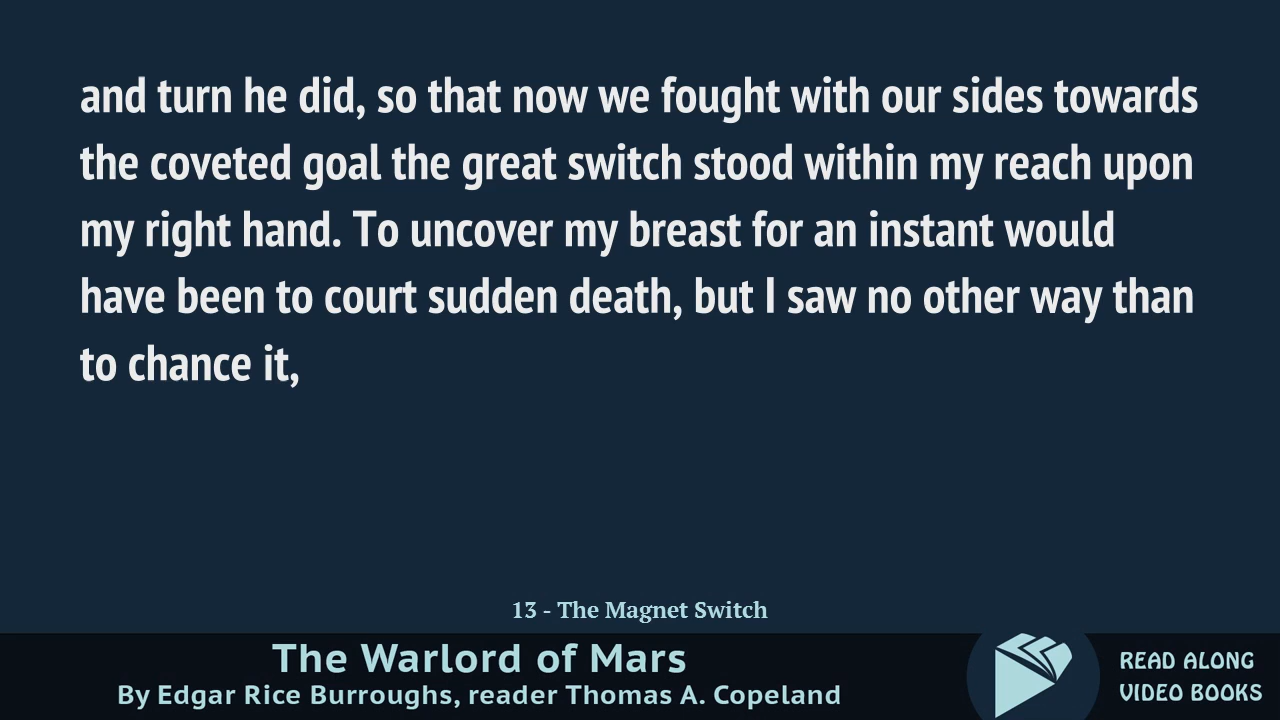 and turn he did, so that now we fought with our sides towards
the coveted goal the great switch stood within my reach upon
my right hand. To uncover my breast for an instant would
have been to court sudden death, but I saw no other way than
to chance it,
13 - The Magnet Switch
The Warlord of Mars
By Edgar Rice Burroughs, reader Thomas A. Copeland
READ ALONG
VIDEO BOOKS